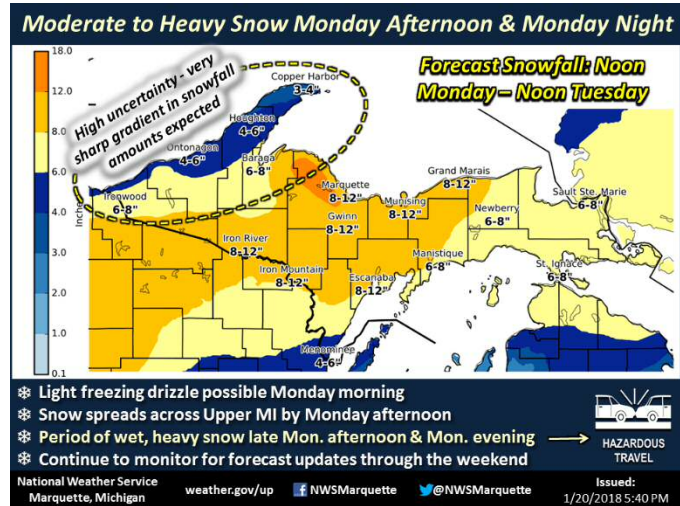 Moderate to Heavy Snow Monday Afternoon & Monday Night
18.0
12.0
8.0
6.0
4.0
3.0
2.0
1.0
0.1
Inches
High uncertainty - very
sharp gradient in snowfall
amounts expected
Forecast Snowfall: Noon
Monday – Noon Tuesday
Copper Harbor
3-4"
Houghton
4-6"
Ontonagon
4-6"
Baraga
6-8"
Ironwood
6-8"
Marquette
8-12"
Gwinn
8-12"
Munising
8-12"
Grand Marais
8-12"
Newberry
6-8"
Sault Ste. Marie
6-8"
Iron River
8-12"
Iron Mountain
8-12"
Escanaba
8-12"
Manistique
6-8"
St. Ignace
6-8"
Menominee
4-6"
Light freezing drizzle possible Monday morning
Snow spreads across Upper MI by Monday afternoon
Period of wet, heavy snow late Mon. afternoon & Mon. evening
Continue to monitor for forecast updates through the weekend
HAZARDOUS
TRAVEL
National Weather Service
Marquette, Michigan
weather.gov/up
f NWSMarquette
@NWSMarquette
Issued:
1/20/2018 5:40 PM